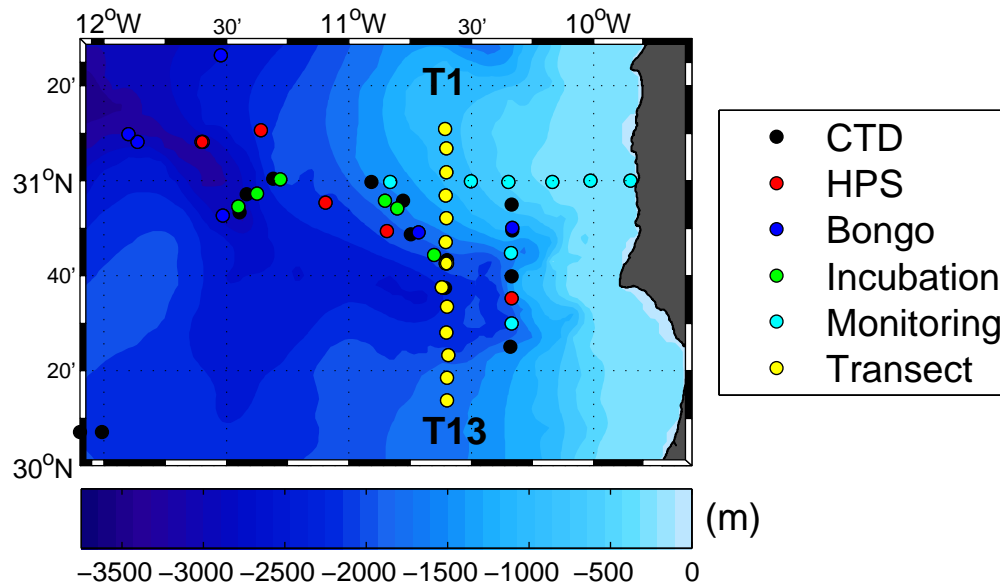 12°W 30' 11°W 30' 10°W
20'
31°N
40'
20'
30°N
T1
T13
CTD
HPS
Bongo
Incubation
Monitoring
Transect
(m)
−3500 −3000 −2500 −2000 −1500 −1000 −500 0